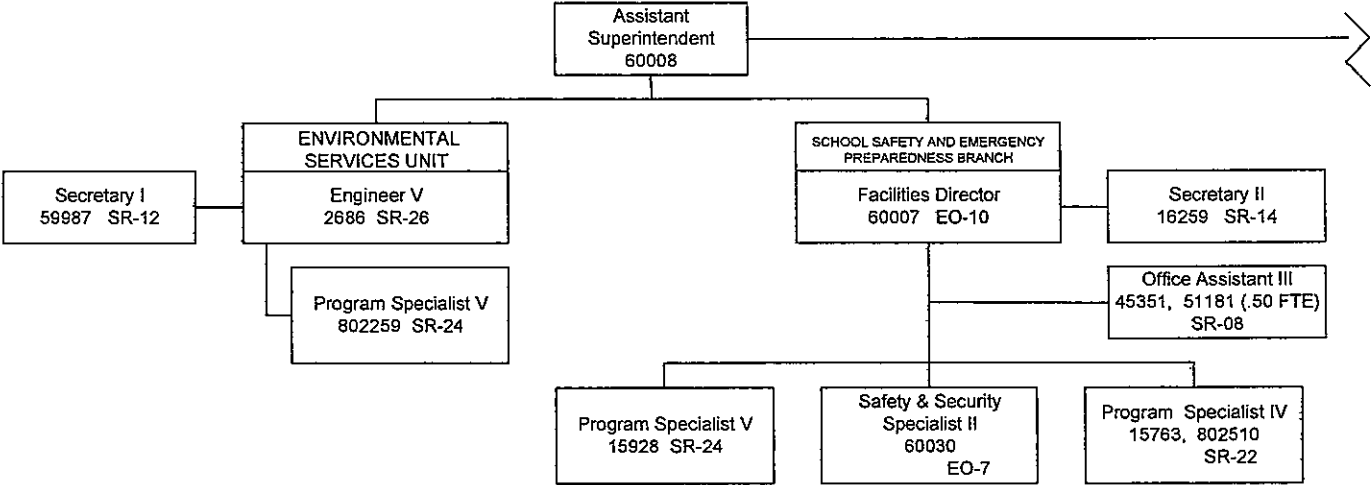 Assistant
Superintendent
60008
ENVIRONMENTAL
SERVICES UNIT
Engineer V
2686 SR-26
Secretary I
59987 SR-12
Program Specialist V
802259 SR-24
SCHOOL SAFETY AND EMERGENCY
PREPAREDNESS BRANCH
Facilities Director
60007 EO-10
Secretary II
16259 SR-14
Office Assistant III
45351, 51181 (.50 FTE)
SR-08
Program Specialist V
15928 SR-24
Safety & Security
Specialist II
60030
EO-7
Program Specialist IV
15763, 802510
SR-22